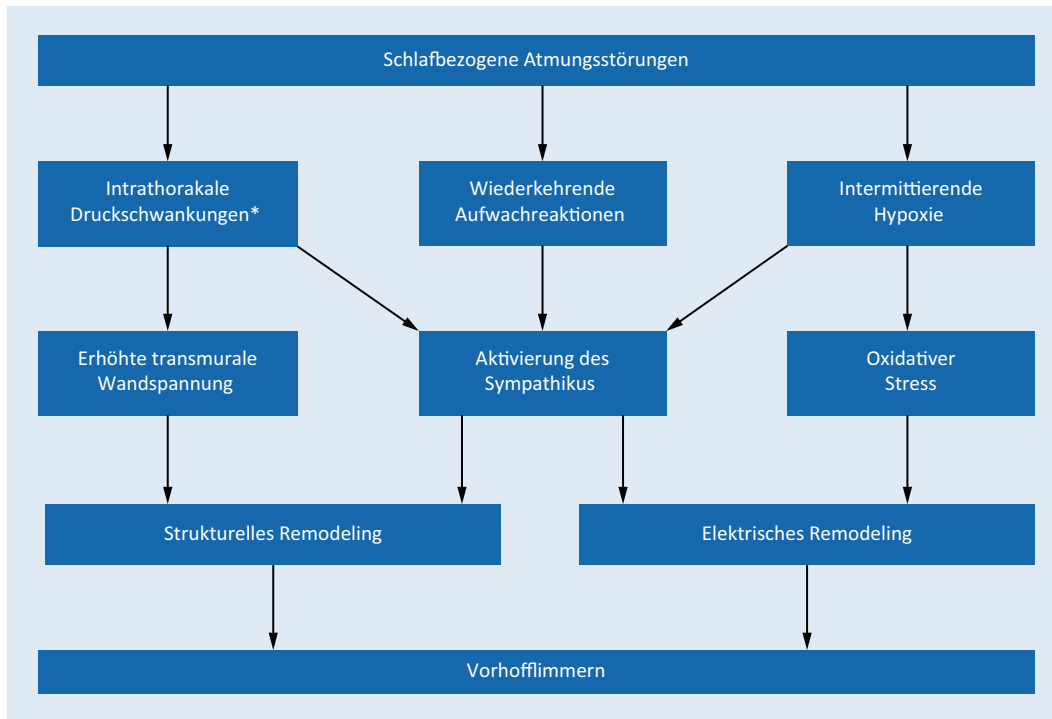 Schlafbezogene Atmungsstörungen
Intrathorakale
Druckschwankungen*
Wiederkehrende
Aufwachreaktionen
Intermittierende
Hypoxie
Erhöhte transmurale
Wandspannung
Aktivierung des
Sympathikus
Oxidativer
Stress
Strukturelles Remodeling
Elektrisches Remodeling
Vorhofflimmern